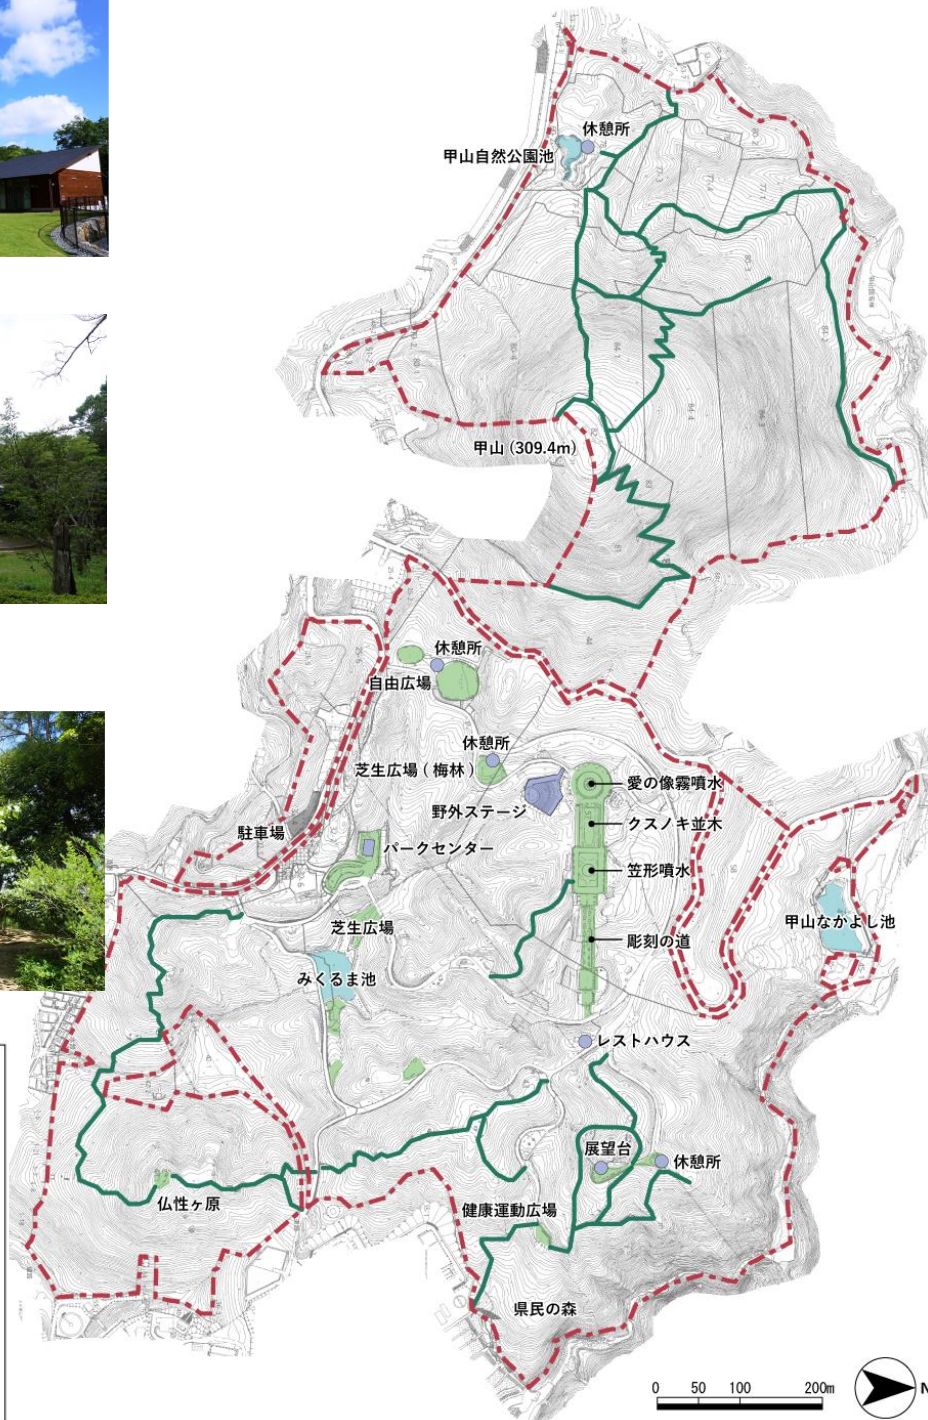 休憩所
甲山自然公園池
甲山 (309.4m)
休憩所
自由広場
休憩所
芝生広場 ( 梅林 )
愛の像霧噴水
野外ステージ
クスノキ並木
駐車場
パークセンター
笠形噴水
甲山なかよし池
芝生広場
彫刻の道
みくるま池
レストハウス
展望台
休憩所
仏性ヶ原
健康運動広場
県民の森
0 50 100 200m
N